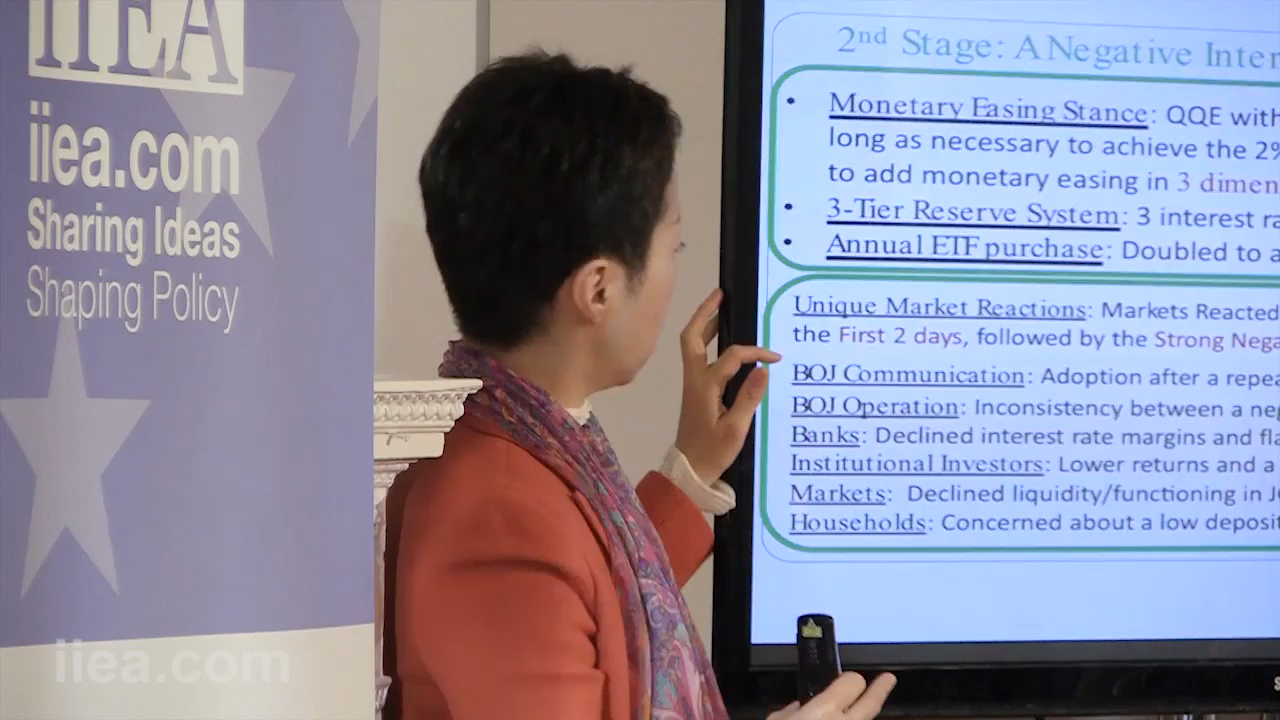 IIEA
iiea.com
Sharing Ideas
Shaping Policy
iiea.com
2nd Stage: A Negative Inter
• Monetary Easing Stance: QQE with
long as necessary to achieve the 2%
to add monetary easing in 3 dimen
• 3-Tier Reserve System: 3 interest ra
• Annual ETF purchase: Doubled to a
Unique Market Reactions: Markets Reacted
the First 2 days, followed by the Strong Nega
BOJ Communication: Adoption after a repea
BOJ Operation: Inconsistency between a neg
Banks: Declined interest rate margins and fla
Institutional Investors: Lower returns and a
Markets: Declined liquidity/functioning in JG
Households: Concerned about a low deposit